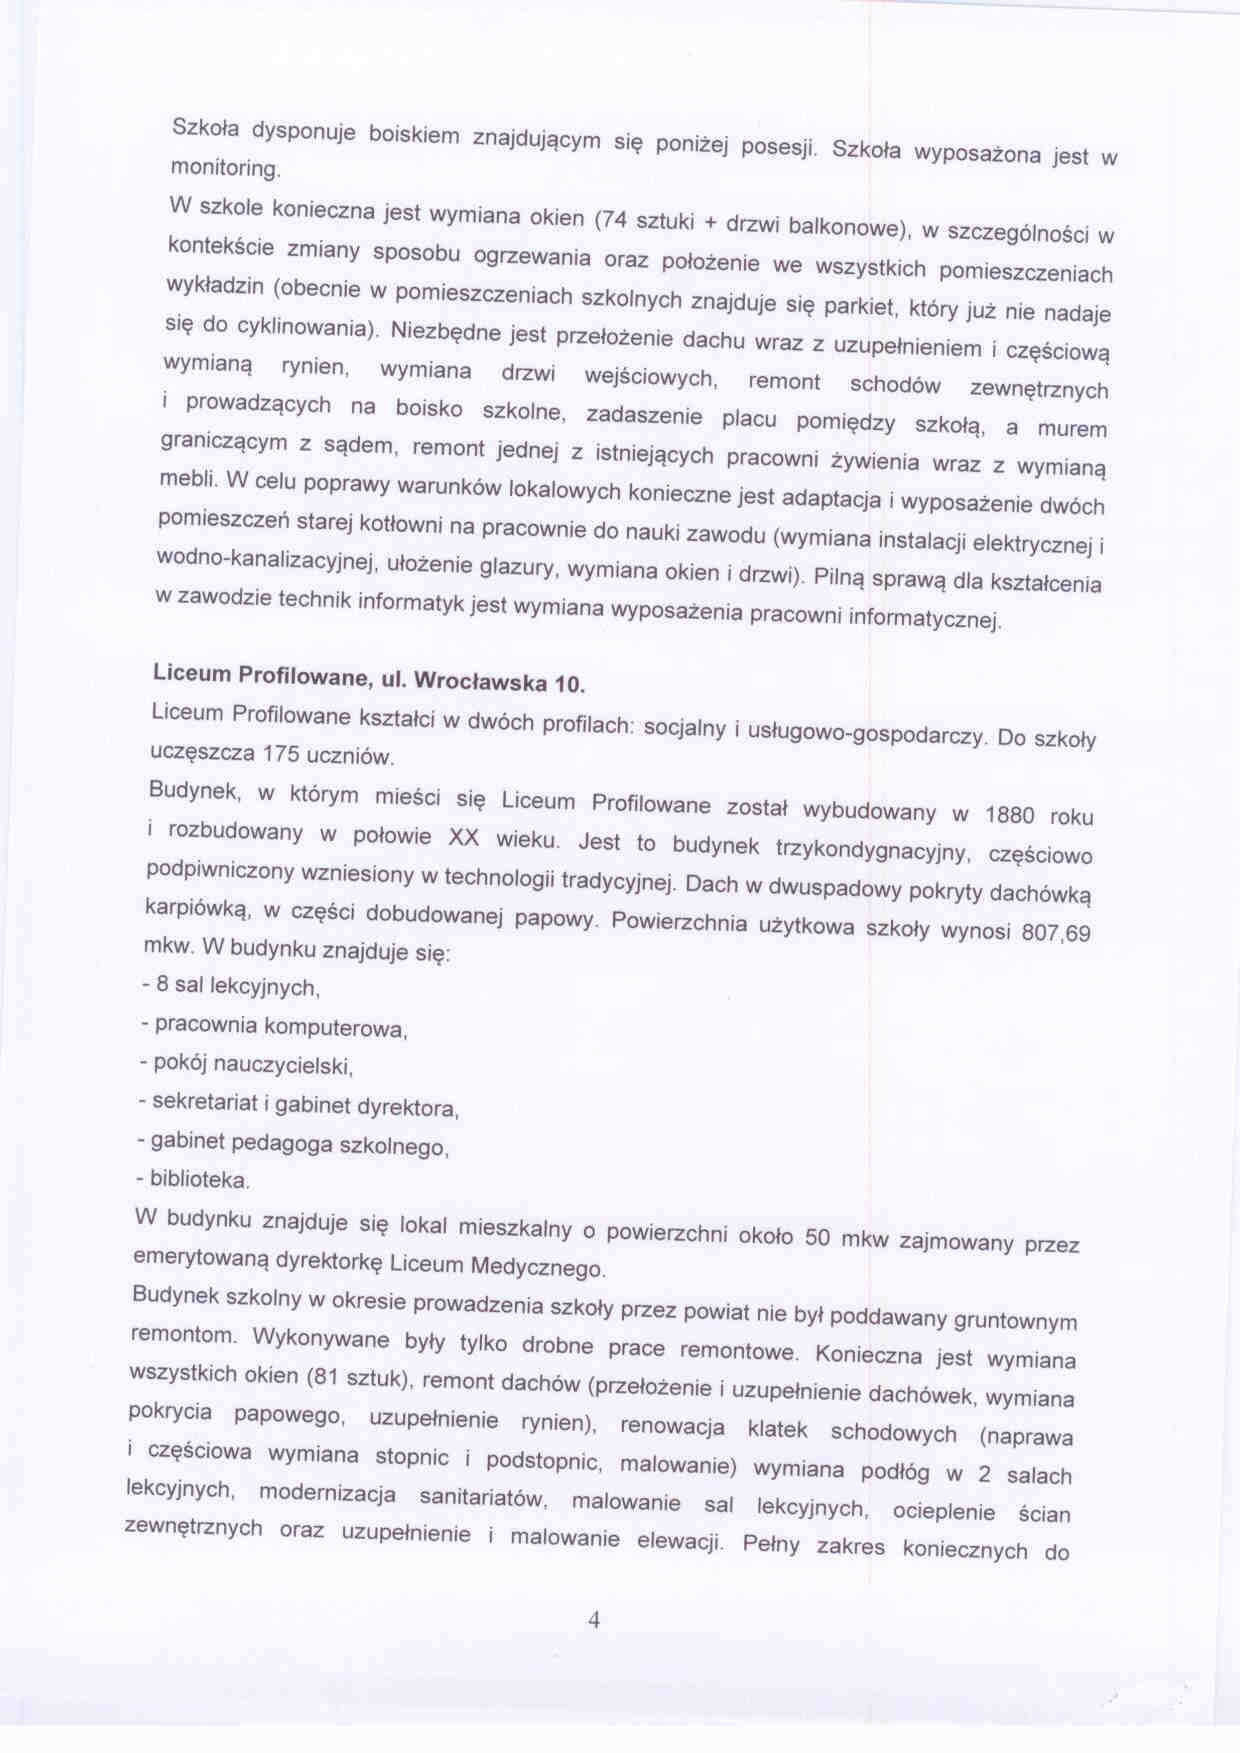 Szkoła dysponuje boiskiem znajdującym się poniżej posesji. Szkoła wyposażona jest w
monitoring.
W szkole konieczna jest wymiana okien (74 sztuki + drzwi balkonowe), w szczególności w
kontekście zmiany sposobu ogrzewania oraz położenie we wszystkich pomieszczeniach
wykładzin (obecnie w pomieszczeniach szkolnych znajduje się parkiet, który już nie nadaje
się do cyklinowania). Niezbędne jest przełożenie dachu wraz z uzupełnieniem i częściową
wymianą rynien, wymiana drzwi wejściowych, remont schodów zewnętrznych
i prowadzących na boisko szkolne, zadaszenie placu pomiędzy szkołą, a murem
graniczącym z sądem, remont jednej z istniejących pracowni żywienia wraz z wymianą
mebli. W celu poprawy warunków lokalowych konieczne jest adaptacja i wyposażenie dwóch
pomieszczeń starej kotłowni na pracownie do nauki zawodu (wymiana instalacji elektrycznej i
wodno-kanalizacyjnej, ułożenie glazury, wymiana okien i drzwi). Pilną sprawą dla kształcenia
w zawodzie technik informatyk jest wymiana wyposażenia pracowni informatycznej.
Liceum Profilowane, ul. Wrocławska 10.
Liceum Profilowane kształci w dwóch profilach: socjalny i usługowo-gospodarczy. Do szkoły
uczęszcza 175 uczniów.
Budynek, w którym mieści się Liceum Profilowane został wybudowany w 1880 roku
i rozbudowany w połowie XX wieku. Jest to budynek trzykondygnacyjny, częściowo
podpiwniczony wzniesiony w technologii tradycyjnej. Dach w dwuspadowy pokryty dachówką
karpiówką, w części dobudowanej papowy. Powierzchnia użytkowa szkoły wynosi 807,69
mkw. W budynku znajduje się:
- 8 sal lekcyjnych,
- pracownia komputerowa,
- pokój nauczycielski,
- sekretariat i gabinet dyrektora,
- gabinet pedagoga szkolnego,
- biblioteka.
W budynku znajduje się lokal mieszkalny o powierzchni około 50 mkw zajmowany przez
emerytowaną dyrektorkę Liceum Medycznego.
Budynek szkolny w okresie prowadzenia szkoły przez powiat nie był poddawany gruntownym
remontom. Wykonywane były tylko drobne prace remontowe. Konieczna jest wymiana
wszystkich okien (81 sztuk), remont dachów (przełożenie i uzupełnienie dachówek, wymiana
pokrycia papowego, uzupełnienie rynien), renowacja klatek schodowych (naprawa
i częściowa wymiana stopnic i podstopnic, malowanie) wymiana podłóg w 2 salach
lekcyjnych, modernizacja sanitariatów, malowanie sal lekcyjnych, ocieplenie ścian
zewnętrznych oraz uzupełnienie i malowanie elewacji. Pełny zakres koniecznych do
4